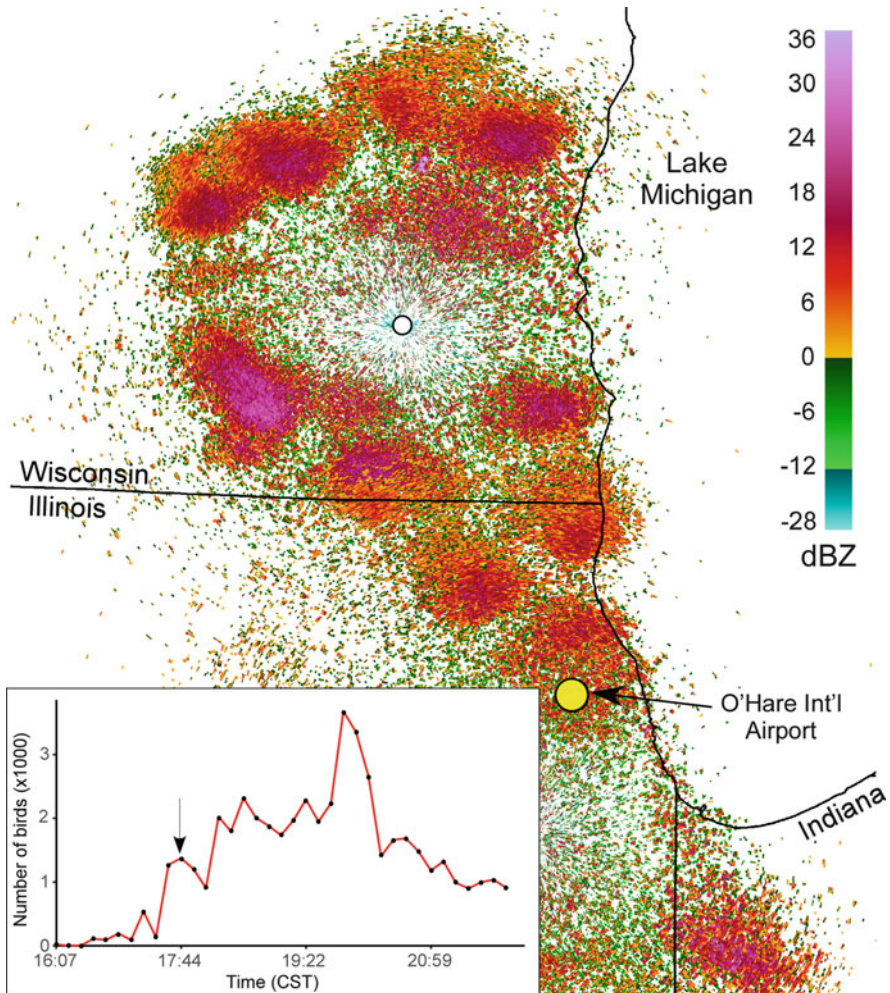 36
30
24
18
12
6
0
-6
-12
-28
dBZ
Lake
Michigan
Wisconsin
Illinois
O'Hare Int'l
Airport
Indiana
Number of birds (x1000)
3
2
1
0
16:07
17:44
19:22
20:59
Time (CST)